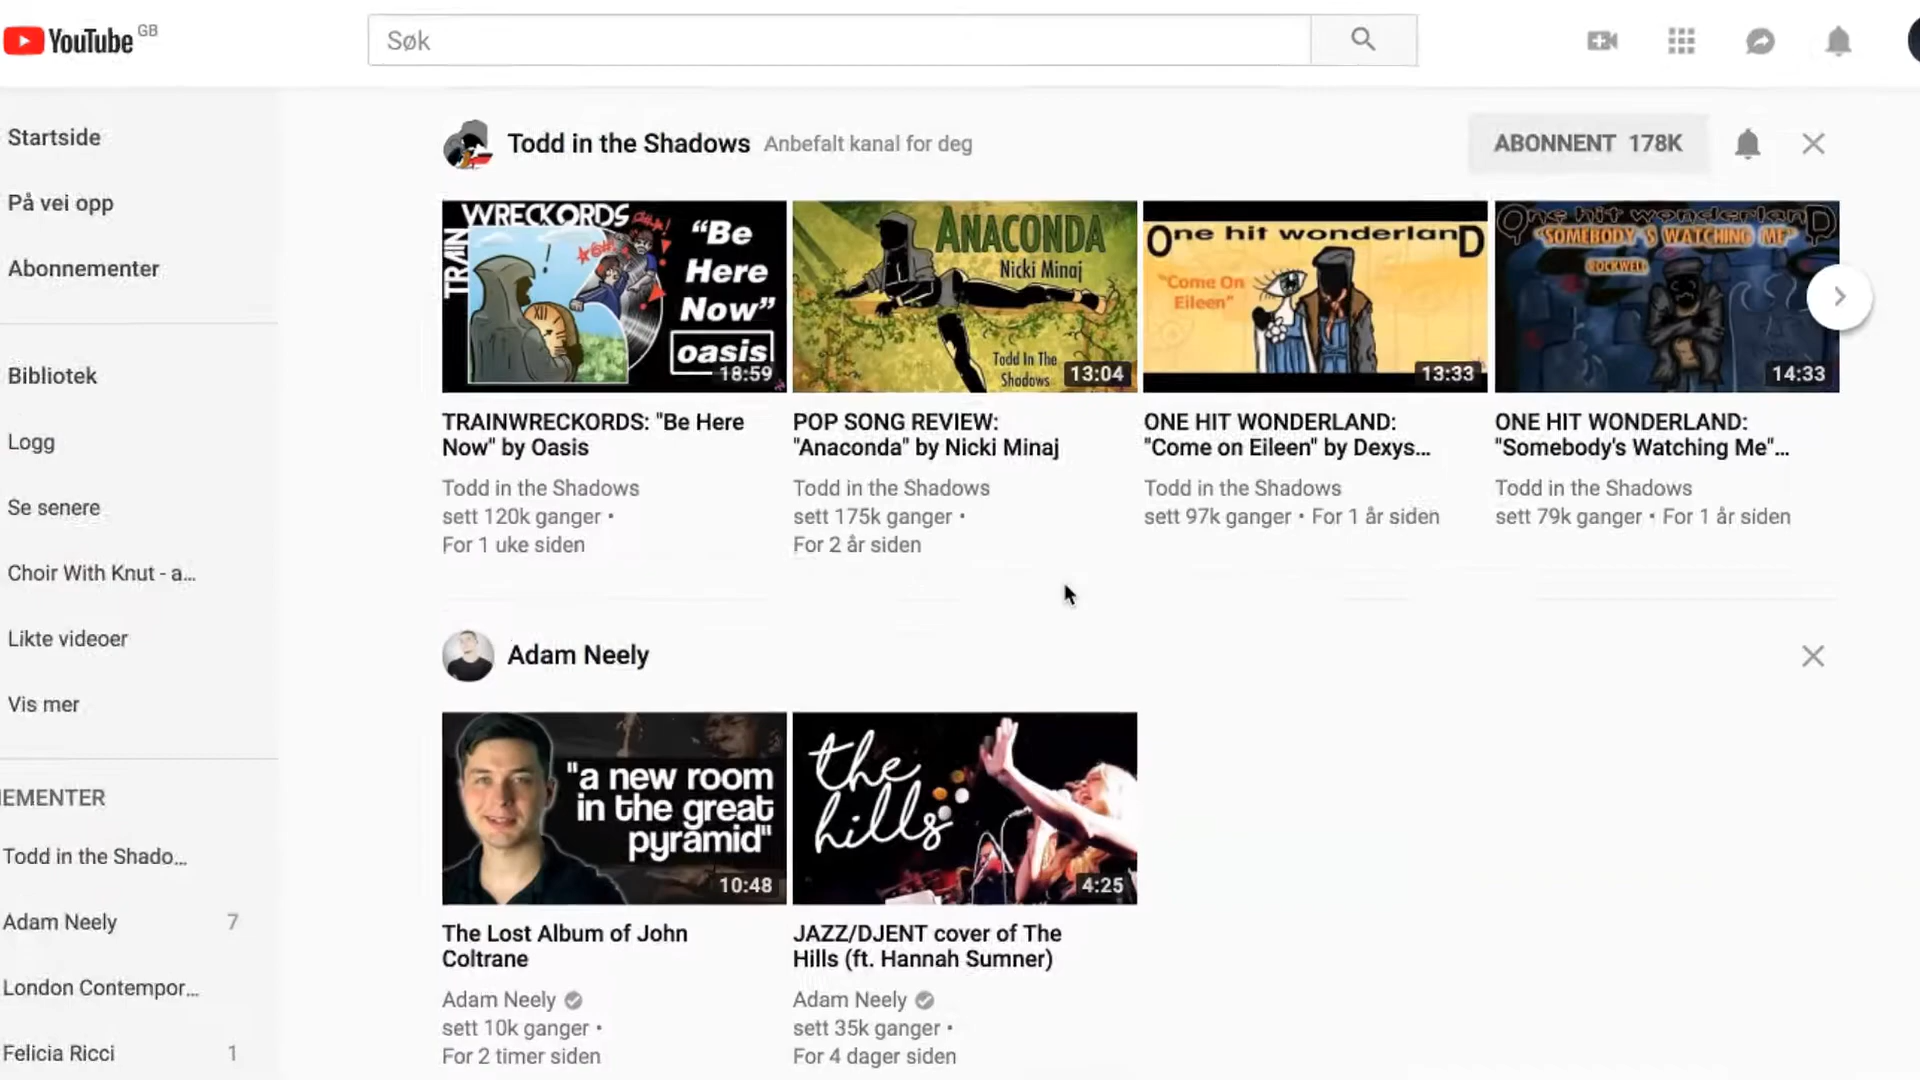 YouTube GB
Søk
Startside
På vei opp
Abonnementer
Bibliotek
Logg
Se senere
Choir With Knut - a...
Likte videoer
Vis mer
EMENTER
Todd in the Shado...
Adam Neely 7
London Contempor...
Felicia Ricci 1
Todd in the Shadows Anbefalt kanal for deg
ABONNENT 178K
TRAIN
WRECKORDS
"Be
Here
Now"
oasis
18:59
ANACONDA
Nicki Minaj
Todd In The
Shadows
13:04
One hit wonderland
"Come On
Eileen"
13:33
One hit wonderland
"SOMEBODY'S WATCHING ME"
ROCKWELL
14:33
TRAINWRECKORDS: "Be Here
Now" by Oasis
Todd in the Shadows
sett 120k ganger •
For 1 uke siden
POP SONG REVIEW:
"Anaconda" by Nicki Minaj
Todd in the Shadows
sett 175k ganger •
For 2 år siden
ONE HIT WONDERLAND:
"Come on Eileen" by Dexys...
Todd in the Shadows
sett 97k ganger • For 1 år siden
ONE HIT WONDERLAND:
"Somebody's Watching Me"...
Todd in the Shadows
sett 79k ganger • For 1 år siden
Adam Neely
"a new room
in the great
pyramid"
10:48
the
hills
4:25
The Lost Album of John
Coltrane
Adam Neely
sett 10k ganger •
For 2 timer siden
JAZZ/DJENT cover of The
Hills (ft. Hannah Sumner)
Adam Neely
sett 35k ganger •
For 4 dager siden